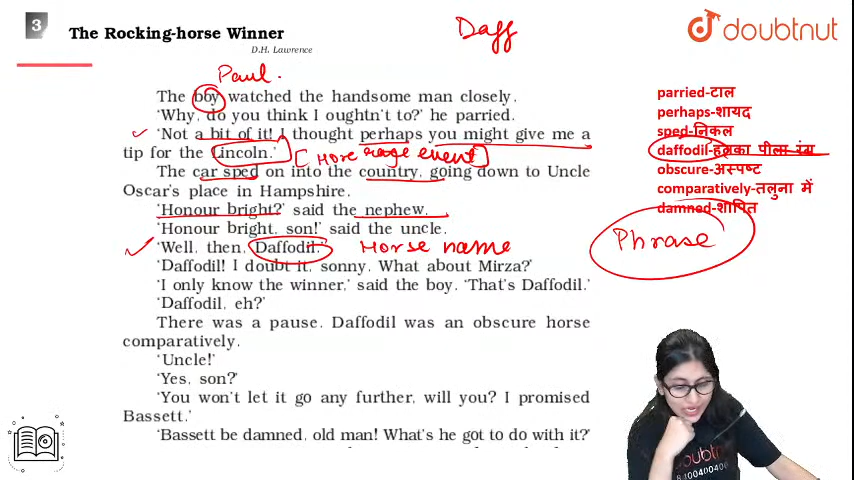 3
The Rocking-horse Winner
D.H. Lawrence
Daff
doubtnut
Paul.
The boy watched the handsome man closely.
'Why, do you think I oughtn't to?' he parried.
'Not a bit of it! I thought perhaps you might give me a
tip for the Lincoln.'
[Hore rage event]
The car sped on into the country, going down to Uncle
Oscar's place in Hampshire.
'Honour bright?' said the nephew.
'Honour bright, son!' said the uncle.
'Well, then, Daffodil.' Horse name
'Daffodil! I doubt it, sonny. What about Mirza?'
'I only know the winner,' said the boy. 'That's Daffodil.'
'Daffodil, eh?'
There was a pause. Daffodil was an obscure horse
comparatively.
'Uncle!'
'Yes, son?'
'You won't let it go any further, will you? I promised
Bassett.'
'Bassett be damned, old man! What's he got to do with it?'
parried-टाल
perhaps-शायद
sped-निकल
daffodil-हलका पीला रंग
obscure-अस्पष्ट
comparatively-तलुना में
damned-शापित
Phrase
doubtnut
8400400